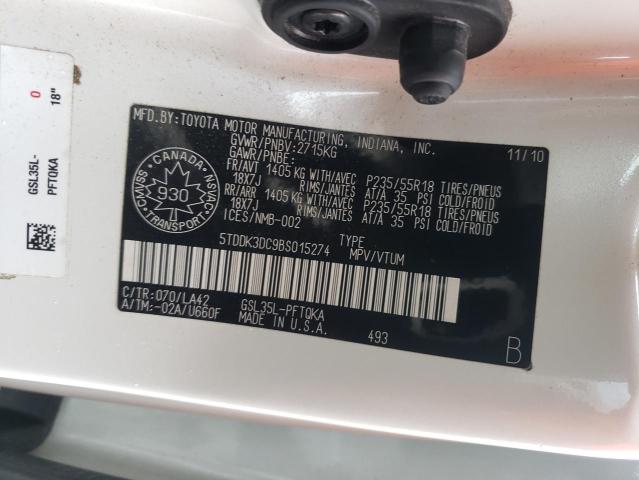 GSL35L-
PFTQKA
0
18"
MFD.BY:TOYOTA MOTOR MANUFACTURING, INDIANA, INC.
GVWR/PNBV:2715KG
11/10
GAWR/PNBE:
FR/AVT 1405 KG WITH/AVEC P235/55R18 TIRES/PNEUS
18X7J RIMS/JANTES AT/A 35 PSI COLD/FROID
RR/ARR 1405 KG WITH/AVEC P235/55R18 TIRES/PNEUS
18X7J RIMS/JANTES AT/A 35 PSI COLD/FROID
ICES/NMB-002
CANADA
CMVSS NSVAC
930
TRANSPORT
5TDDK3DC9BS015274 TYPE
MPV/VTUM
C/TR:070/LA42 GSL35L-PFTQKA
A/TM:-02A/U660F MADE IN U.S.A.
493
B